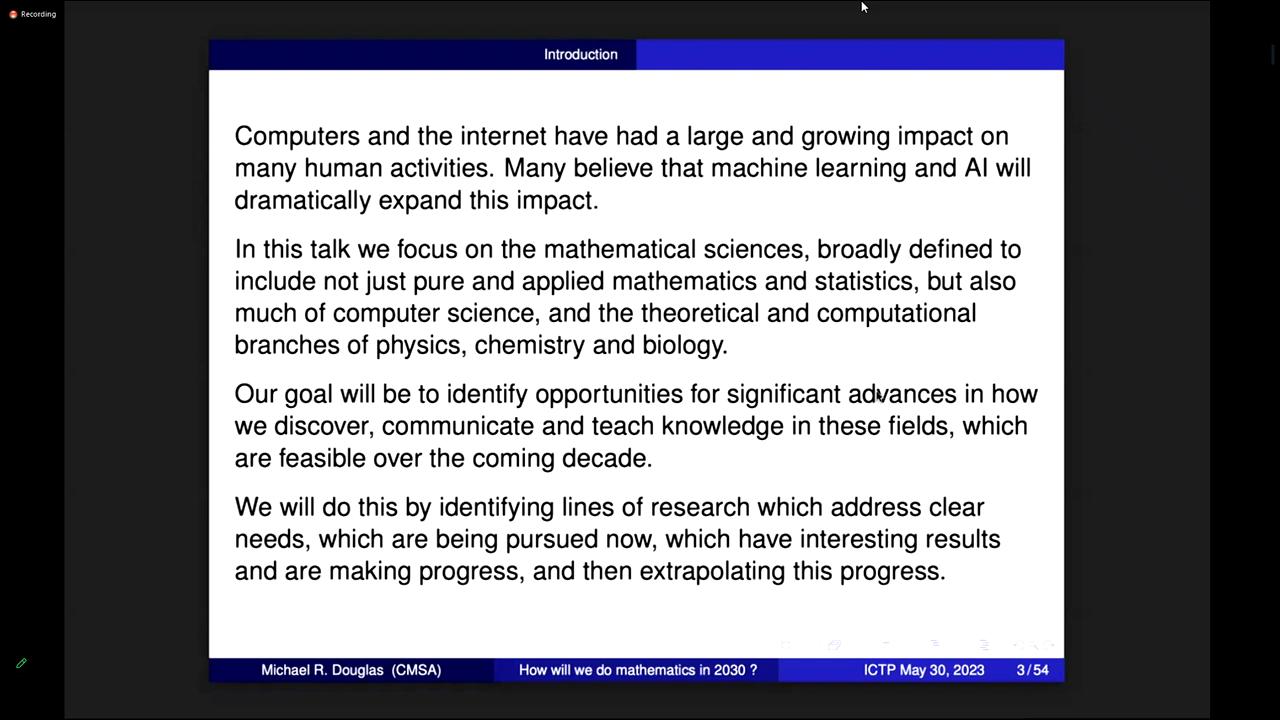 Recording
Introduction
Computers and the internet have had a large and growing impact on
many human activities. Many believe that machine learning and AI will
dramatically expand this impact.
In this talk we focus on the mathematical sciences, broadly defined to
include not just pure and applied mathematics and statistics, but also
much of computer science, and the theoretical and computational
branches of physics, chemistry and biology.
Our goal will be to identify opportunities for significant advances in how
we discover, communicate and teach knowledge in these fields, which
are feasible over the coming decade.
We will do this by identifying lines of research which address clear
needs, which are being pursued now, which have interesting results
and are making progress, and then extrapolating this progress.
Michael R. Douglas (CMSA) How will we do mathematics in 2030 ? ICTP May 30, 2023 3 / 54